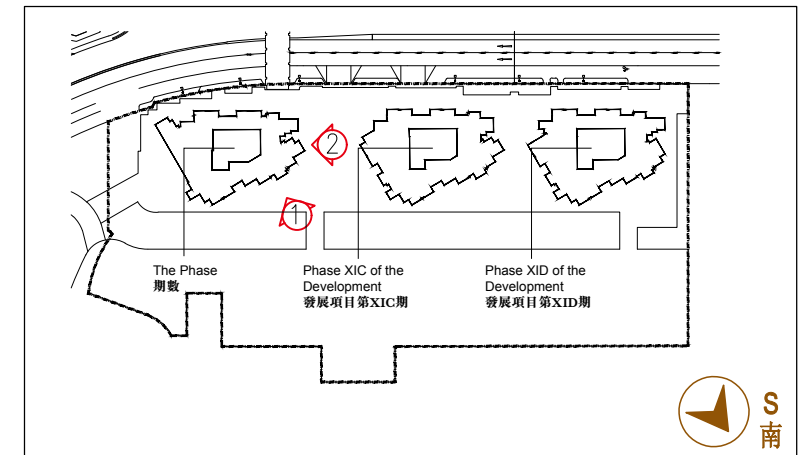 2
1
The Phase
期數
Phase XIC of the
Development
發展項目第XIC期
Phase XID of the
Development
發展項目第XID期
S
南